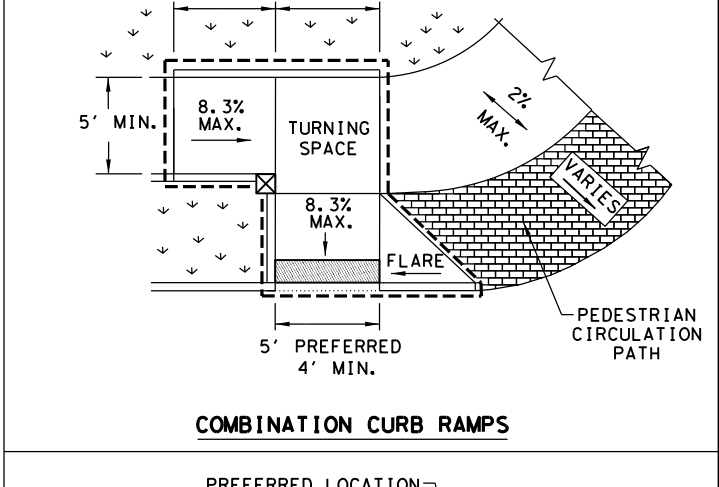 8.3%
MAX.
5' MIN.
TURNING
SPACE
2%
MAX.
VARIES
8.3%
MAX.
FLARE
PEDESTRIAN
CIRCULATION
PATH
5' PREFERRED
4' MIN.
COMBINATION CURB RAMPS
PREFERRED LOCATION